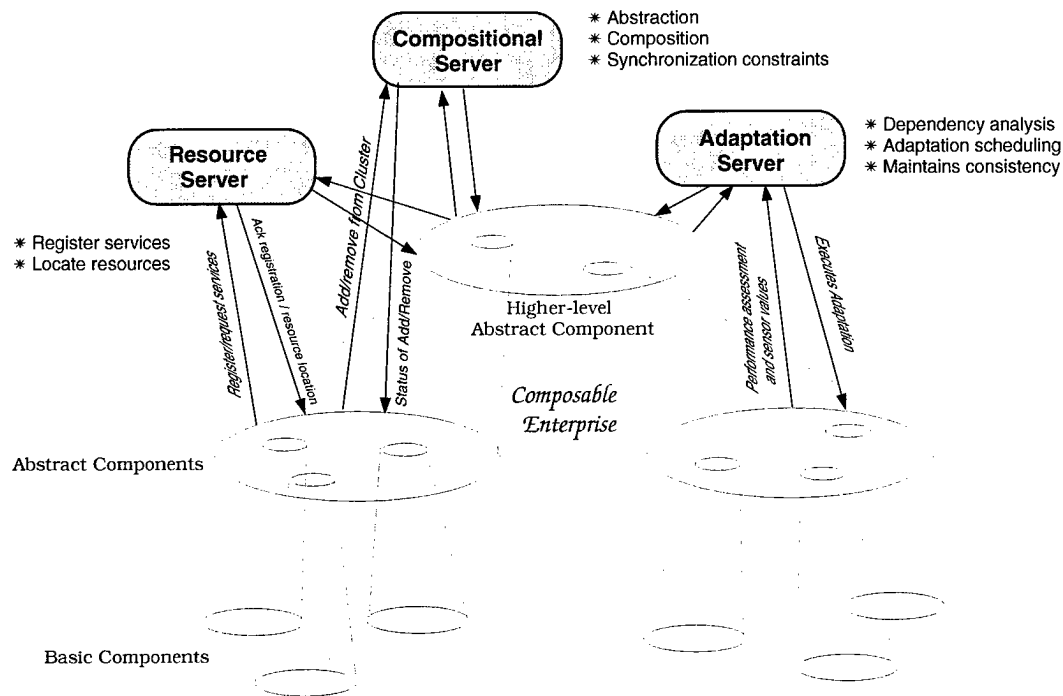 Compositional
Server
✳ Abstraction
✳ Composition
✳ Synchronization constraints
Resource
Server
Adaptation
Server
✳ Dependency analysis
✳ Adaptation scheduling
✳ Maintains consistency
✳ Register services
✳ Locate resources
Register/request services
Ack registration / resource location
Add/remove from Cluster
Status of Add/Remove
Performance assessment
and sensor values
Executes Adaptation
Higher-level
Abstract Component
Composable
Enterprise
Abstract Components
Basic Components